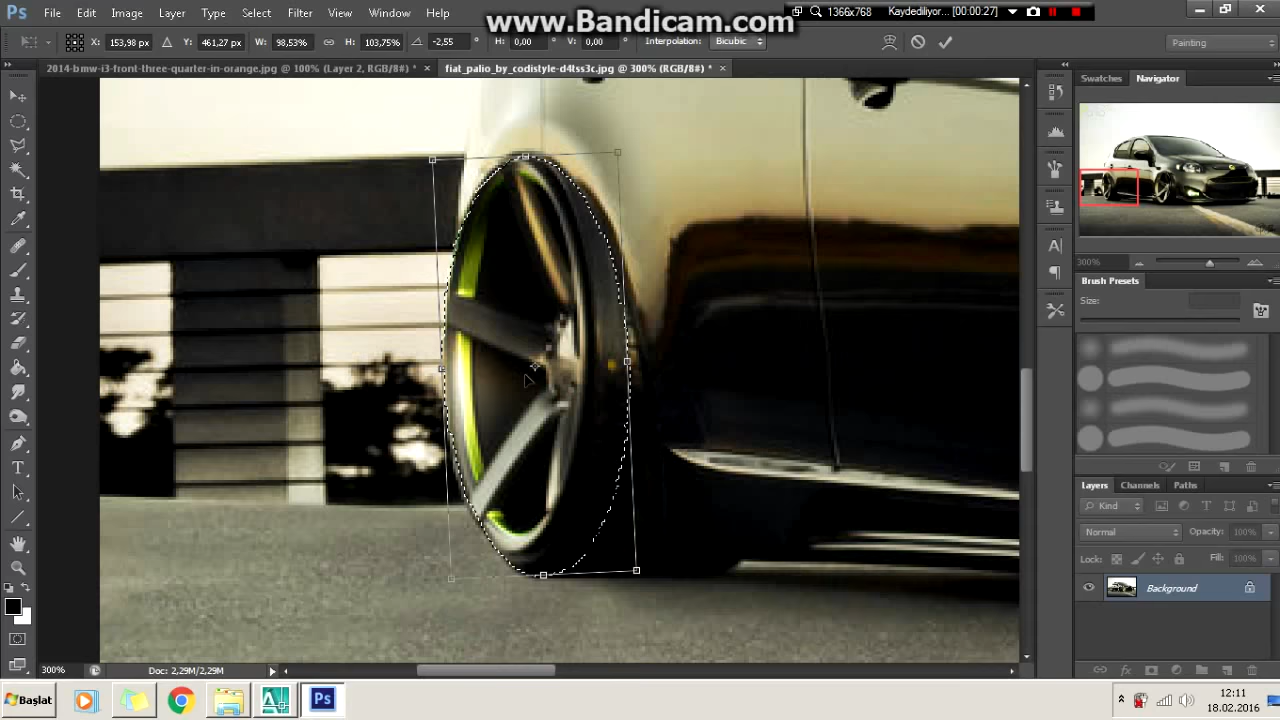 www.Bandicam.com
1366x768 Kaydediliyor... [00:00:27]
Ps File Edit Image Layer Type Select Filter View Window Help
X: 153,98 px Y: 461,27 px W: 98,53% H: 103,75% -2,55 ° H: 0,00 ° V: 0,00 ° Interpolation: Bicubic Painting
2014-bmw-i3-front-three-quarter-in-orange.jpg @ 100% (Layer 2, RGB/8#) * × fiat_palio_by_codistyle-d4tss3c.jpg @ 300% (RGB/8#) * ×
Swatches Navigator
300%
Brush Presets
Size:
Layers Channels Paths
Kind
Normal Opacity: 100%
Lock: Fill: 100%
Background
300% Doc: 2,29M/2,29M
Başlat Ps
12:11
18.02.2016